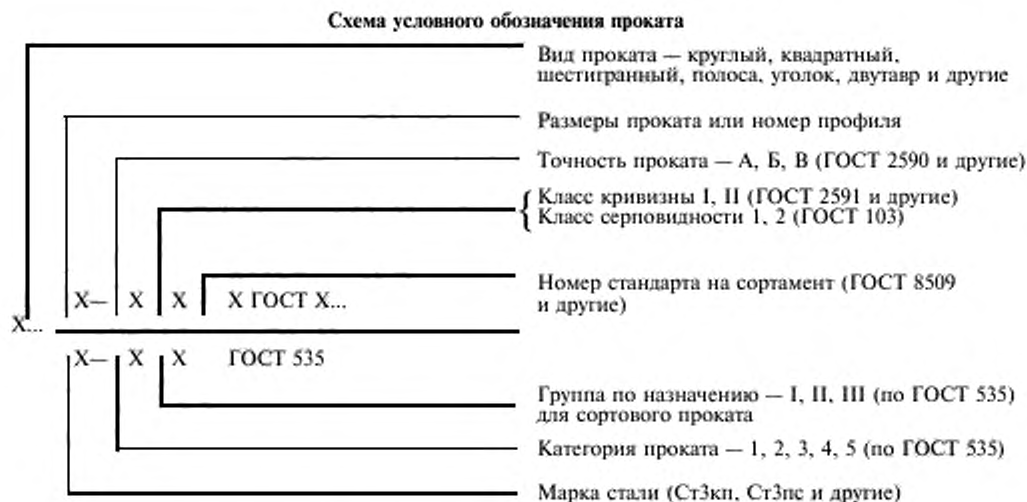 Схема условного обозначения проката
Вид проката — круглый, квадратный,
шестигранный, полоса, уголок, двутавр и другие
Размеры проката или номер профиля
Точность проката — А, Б, В (ГОСТ 2590 и другие)
Класс кривизны I, II (ГОСТ 2591 и другие)
Класс серповидности 1, 2 (ГОСТ 103)
Номер стандарта на сортамент (ГОСТ 8509
и другие)
Х— Х Х Х ГОСТ Х...
Х...
Х— Х Х ГОСТ 535
Группа по назначению — I, II, III (по ГОСТ 535)
для сортового проката
Категория проката — 1, 2, 3, 4, 5 (по ГОСТ 535)
Марка стали (Ст3кп, Ст3пс и другие)